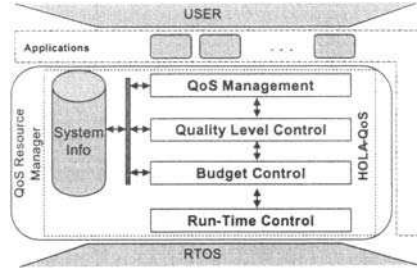 USER
Applications
. . .
QoS Resource
Manager
System
Info
QoS Management
Quality Level Control
Budget Control
Run-Time Control
HOLA-QoS
RTOS